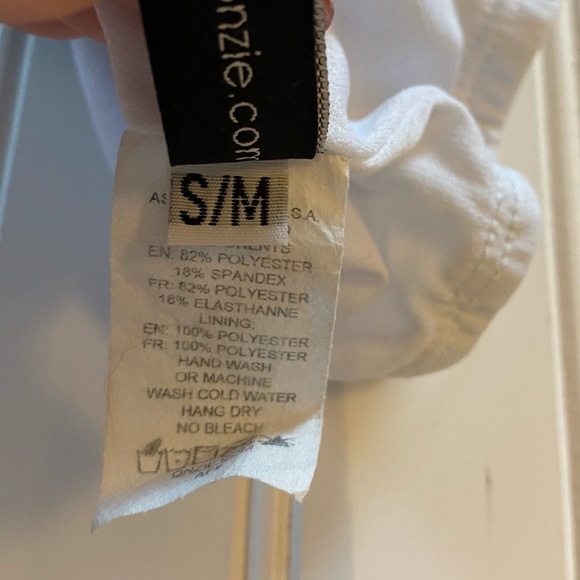 nzie.com
S/M
S.A.
EN: 82% POLYESTER
18% SPANDEX
FR: 82% POLYESTER
18% ELASTHANNE
LINING:
EN: 100% POLYESTER
FR: 100% POLYESTER
HAND WASH
OR MACHINE
WASH COLD WATER
HANG DRY
NO BLEACH